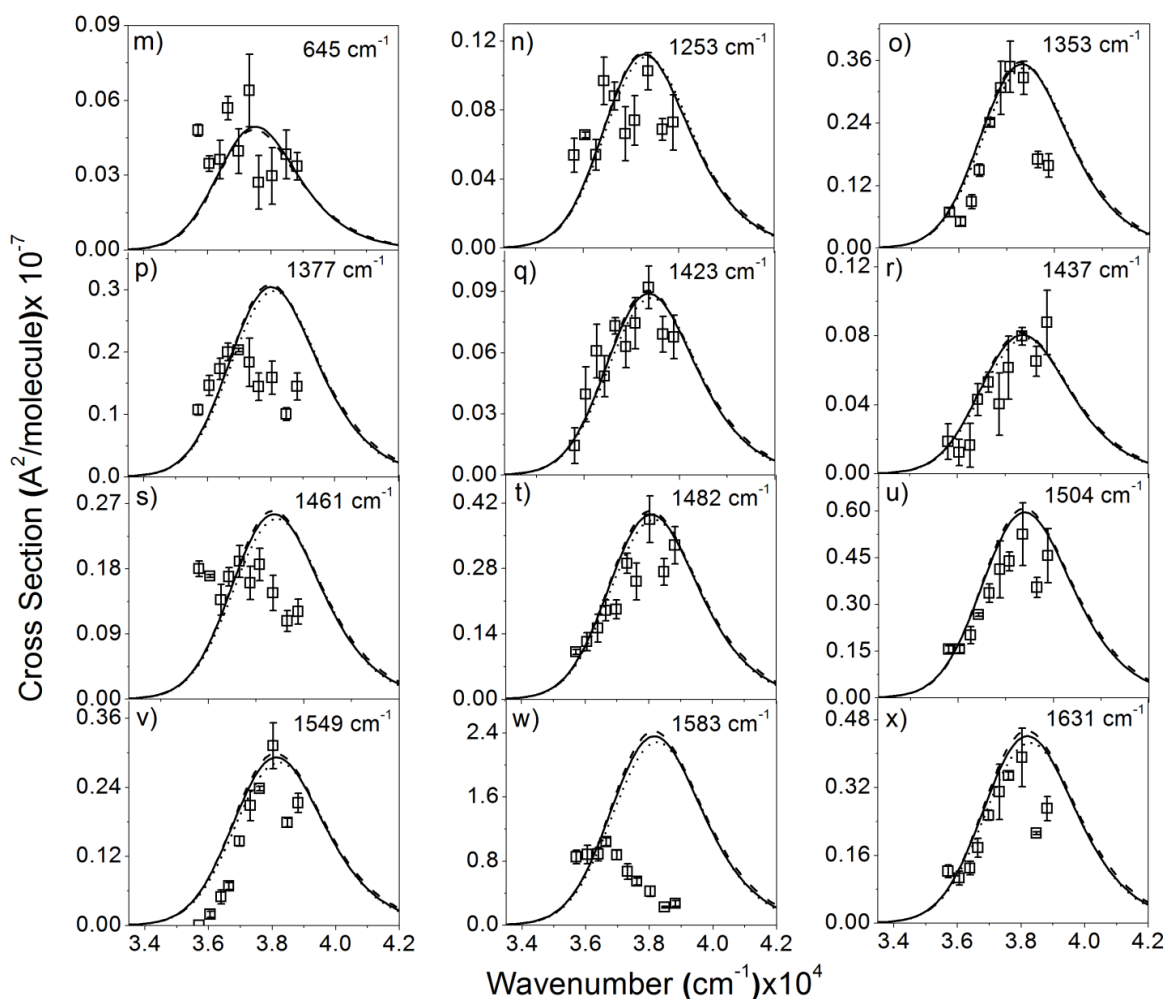 m) 645 cm⁻¹
0.09
0.06
0.03
0.00
n) 1253 cm⁻¹
0.12
0.08
0.04
0.00
o) 1353 cm⁻¹
0.36
0.24
0.12
0.00
p) 1377 cm⁻¹
0.3
0.2
0.1
0.0
q) 1423 cm⁻¹
0.09
0.06
0.03
0.00
r) 1437 cm⁻¹
0.12
0.08
0.04
0.00
s) 1461 cm⁻¹
0.27
0.18
0.09
0.00
t) 1482 cm⁻¹
0.42
0.28
0.14
0.00
u) 1504 cm⁻¹
0.60
0.45
0.30
0.15
0.00
v) 1549 cm⁻¹
0.36
0.24
0.12
0.00
w) 1583 cm⁻¹
2.4
1.6
0.8
0.0
x) 1631 cm⁻¹
0.48
0.32
0.16
0.00
3.4 3.6 3.8 4.0 4.2
3.4 3.6 3.8 4.0 4.2
3.4 3.6 3.8 4.0 4.2
Cross Section (A²/molecule)x 10⁻⁷
Wavenumber (cm⁻¹)x10⁴